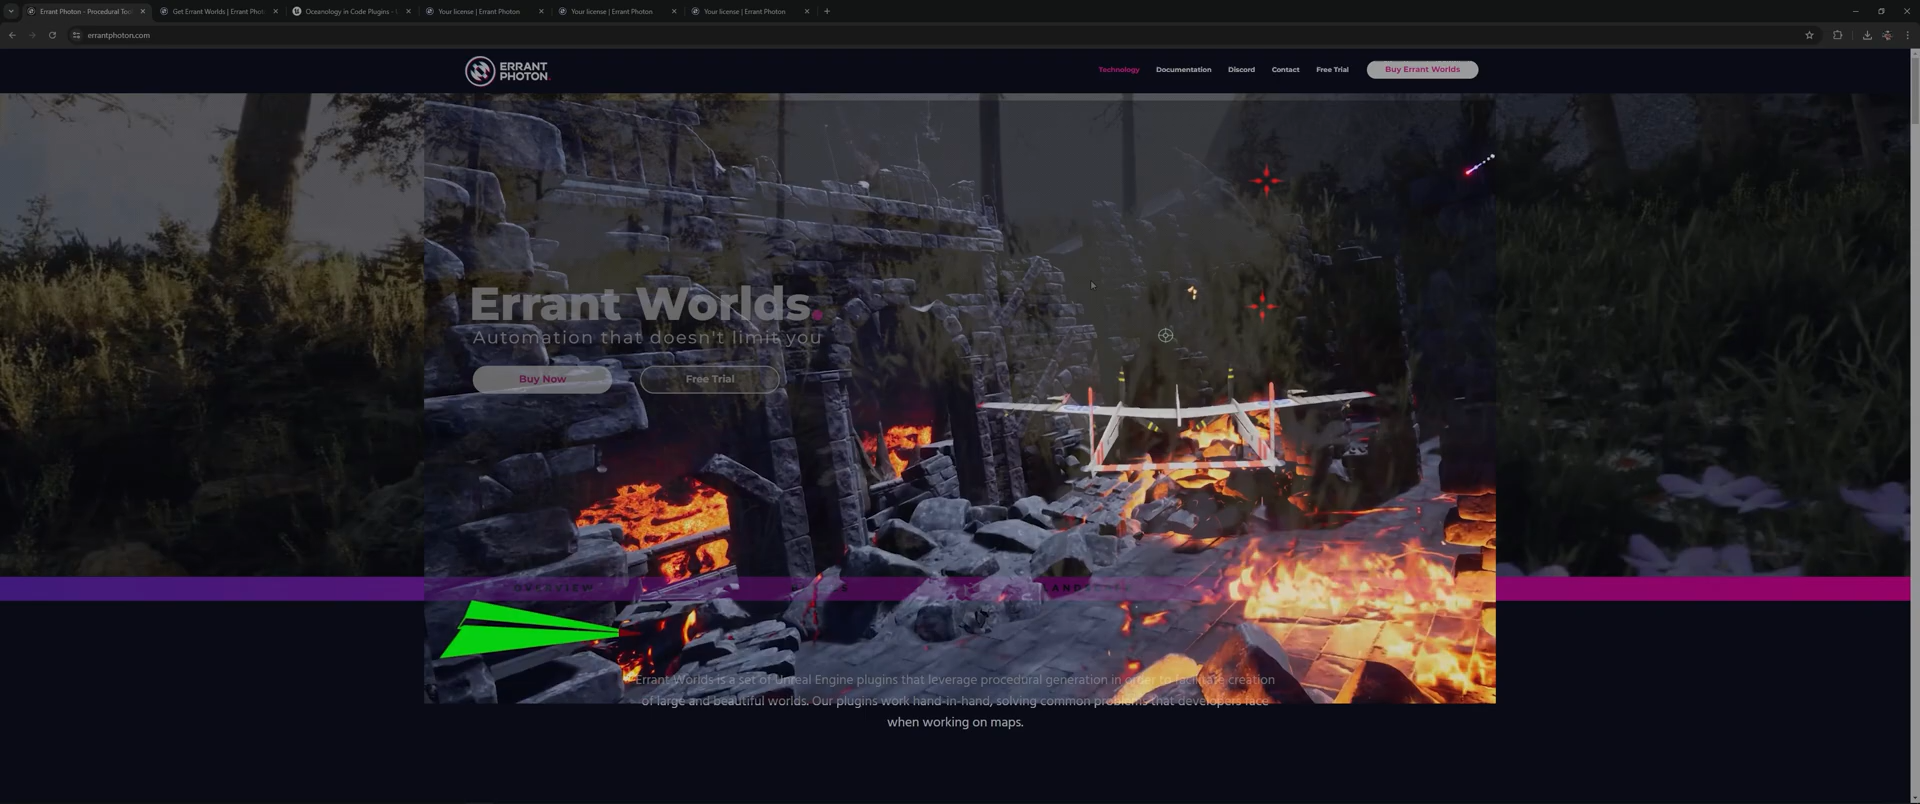 Errant Photon - Procedural Too
Get Errant Worlds | Errant Phot
Oceanology in Code Plugins -
Your license | Errant Photon
Your license | Errant Photon
Your license | Errant Photon
errantphoton.com
ERRANT
PHOTON.
Technology
Documentation
Discord
Contact
Free Trial
Buy Errant Worlds
Errant Worlds.
Automation that doesn't limit you
Buy Now
Free Trial
OVERVIEW
Errant Worlds is a set of Unreal Engine plugins that leverage procedural generation in order to facilitate creation
of large and beautiful worlds. Our plugins work hand-in-hand, solving common problems that developers face
when working on maps.